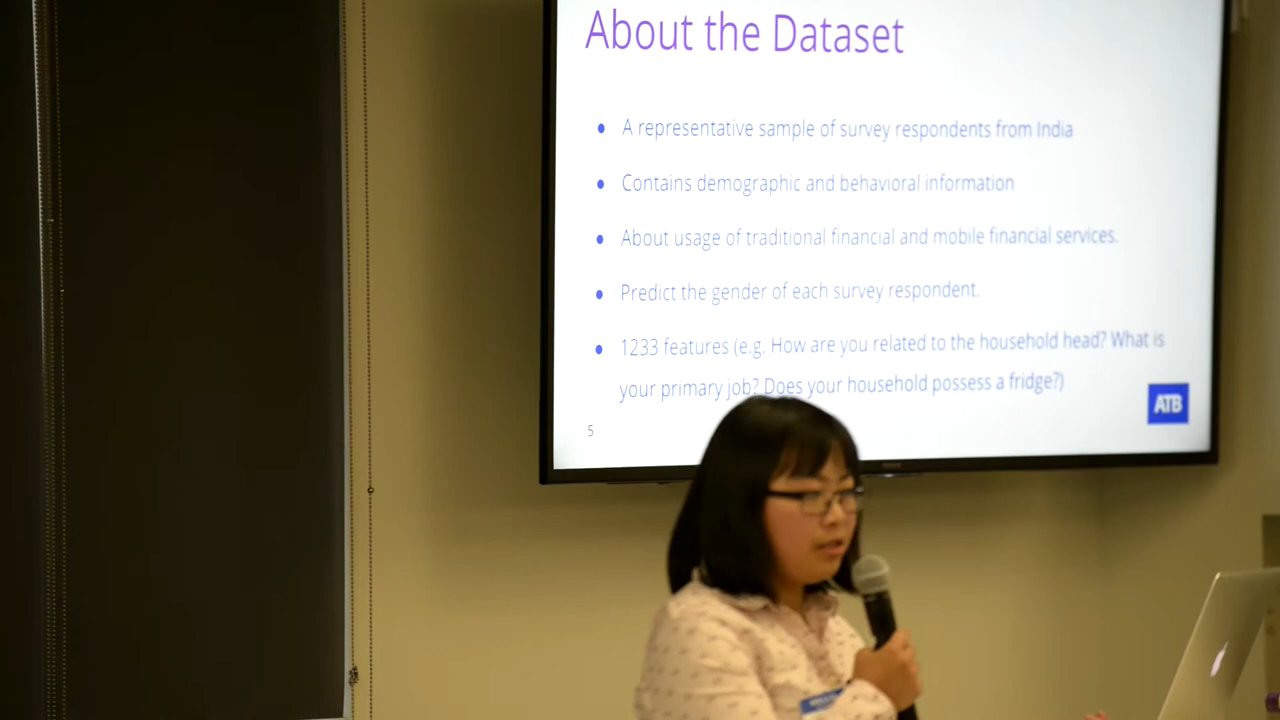 About the Dataset
• A representative sample of survey respondents from India
• Contains demographic and behavioral information
• About usage of traditional financial and mobile financial services.
• Predict the gender of each survey respondent.
• 1233 features (e.g. How are you related to the household head? What is
your primary job? Does your household possess a fridge?)
ATB
5